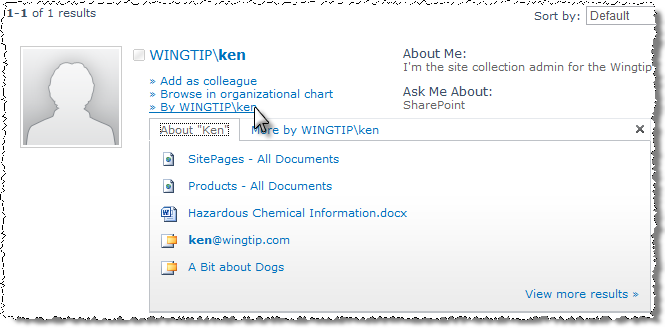 1-1 of 1 results
Sort by: Default
WINGTIP\ken
» Add as colleague
» Browse in organizational chart
» By WINGTIP\ken
About Me:
I'm the site collection admin for the Wingtip
Ask Me About:
SharePoint
About "Ken"
More by WINGTIP\ken
SitePages - All Documents
Products - All Documents
Hazardous Chemical Information.docx
ken@wingtip.com
A Bit about Dogs
View more results »